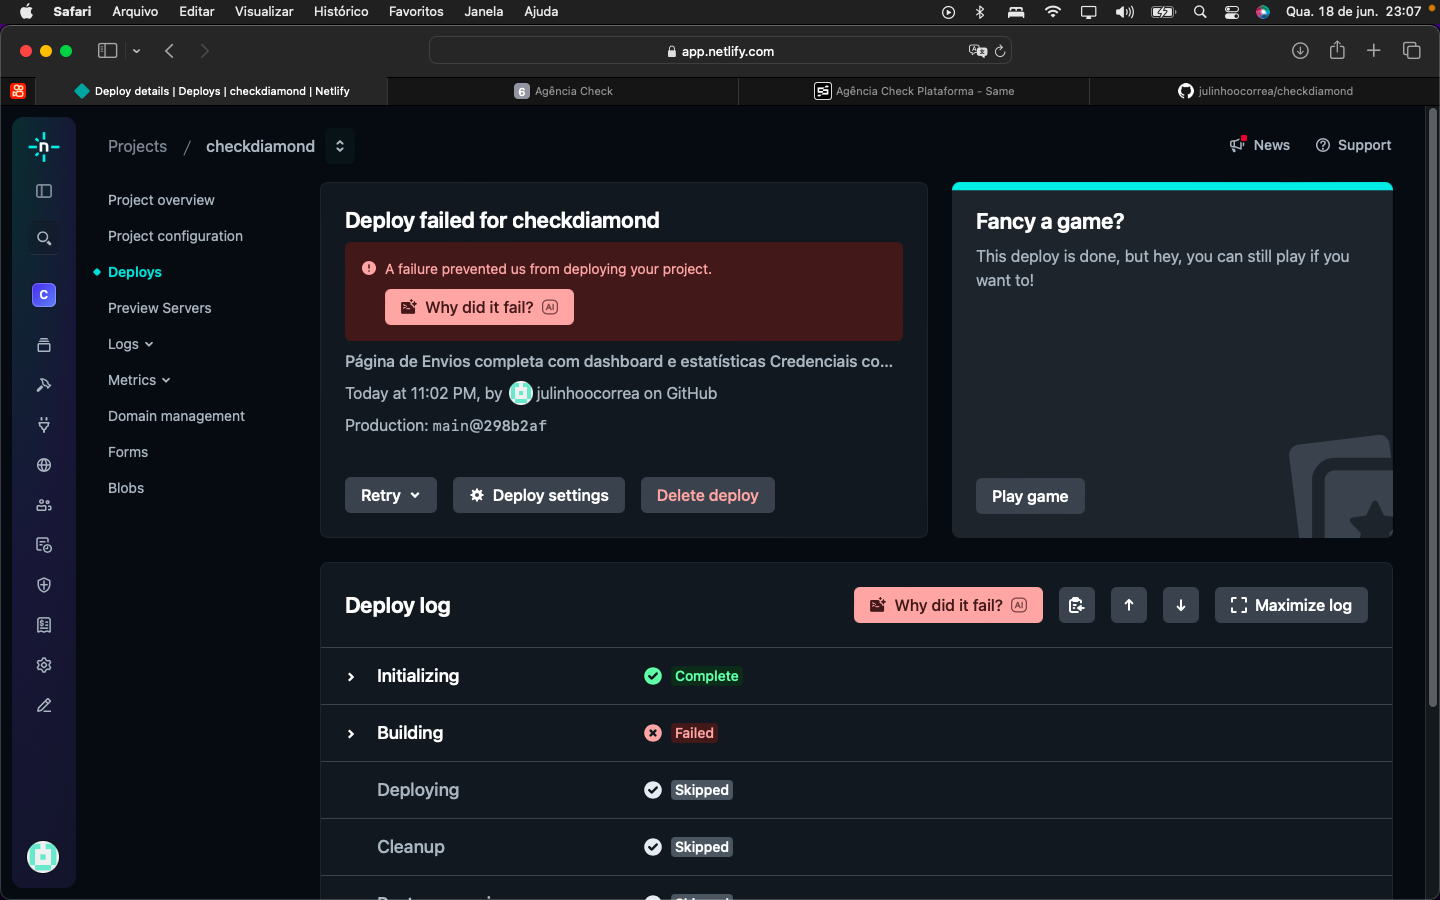 Safari Arquivo Editar Visualizar Histórico Favoritos Janela Ajuda Qua. 18 de jun. 23:07
app.netlify.com
Deploy details | Deploys | checkdiamond | Netlify
6 Agência Check
Agência Check Plataforma - Same
julinhoocorrea/checkdiamond
n
Projects / checkdiamond
News
Support
C
Project overview
Project configuration
Deploys
Preview Servers
Logs
Metrics
Domain management
Forms
Blobs
Deploy failed for checkdiamond
A failure prevented us from deploying your project.
Why did it fail? AI
Página de Envios completa com dashboard e estatísticas Credenciais co...
Today at 11:02 PM, by julinhoocorrea on GitHub
Production: main@298b2af
Retry
Deploy settings
Delete deploy
Fancy a game?
This deploy is done, but hey, you can still play if you
want to!
Play game
Deploy log
Why did it fail? AI
Maximize log
Initializing Complete
Building Failed
Deploying Skipped
Cleanup Skipped